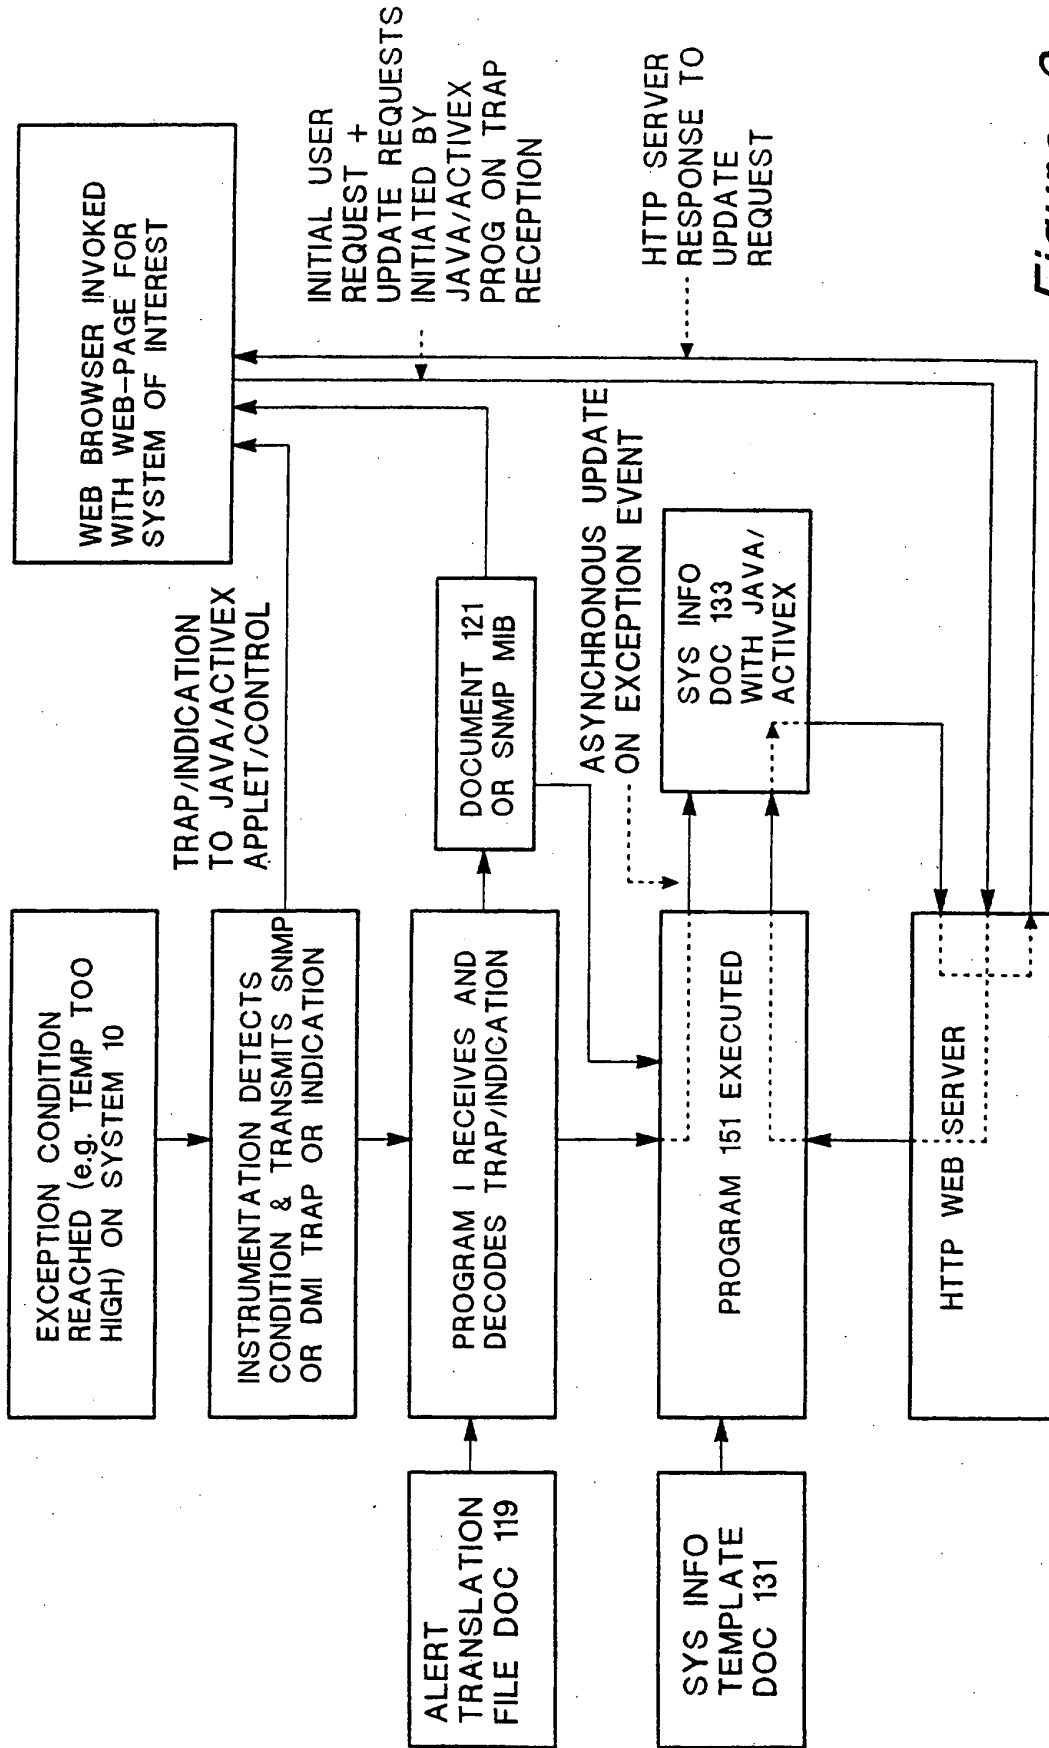 EXCEPTION CONDITION
REACHED (e.g. TEMP TOO
HIGH) ON SYSTEM 10
WEB BROWSER INVOKED
WITH WEB-PAGE FOR
SYSTEM OF INTEREST
TRAP/INDICATION
TO JAVA/ACTIVEX
APPLET/CONTROL
INSTRUMENTATION DETECTS
CONDITION & TRANSMITS SNMP
OR DMI TRAP OR INDICATION
INITIAL USER
REQUEST +
UPDATE REQUESTS
INITIATED BY
JAVA/ACTIVEX
PROG ON TRAP
RECEPTION
ALERT
TRANSLATION
FILE DOC 119
PROGRAM I RECEIVES AND
DECODES TRAP/INDICATION
DOCUMENT 121
OR SNMP MIB
ASYNCHRONOUS UPDATE
ON EXCEPTION EVENT
HTTP SERVER
RESPONSE TO
UPDATE
REQUEST
SYS INFO
TEMPLATE
DOC 131
PROGRAM 151 EXECUTED
SYS INFO
DOC 133
WITH JAVA/
ACTIVEX
HTTP WEB SERVER
Figure